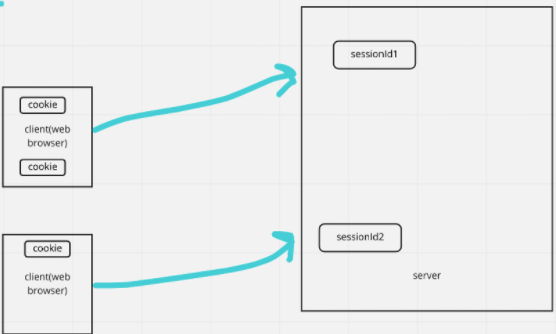 cookie
client(web
browser)
cookie
cookie
client(web
browser)
sessionId1
sessionId2
server